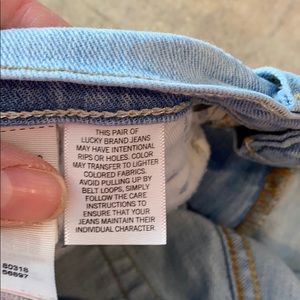 THIS PAIR OF
LUCKY BRAND JEANS
MAY HAVE INTENTIONAL
RIPS OR HOLES. COLOR
MAY TRANSFER TO LIGHTER
COLORED FABRICS.
AVOID PULLING UP BY
BELT LOOPS, SIMPLY
FOLLOW THE CARE
INSTRUCTIONS TO
ENSURE THAT YOUR
JEANS MAINTAIN THEIR
INDIVIDUAL CHARACTER.
80318
56897